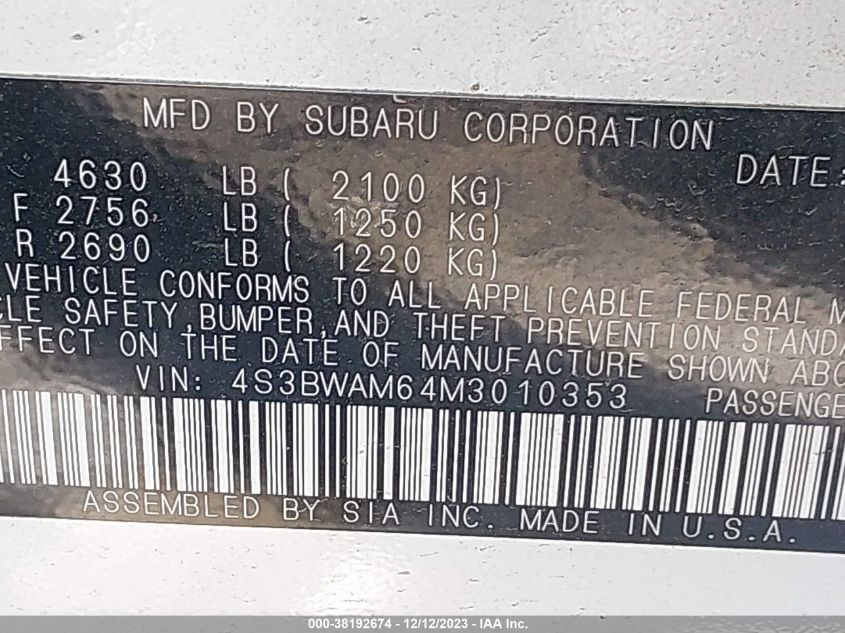 MFD BY SUBARU CORPORATION
DATE:
4630 LB ( 2100 KG)
F 2756 LB ( 1250 KG)
R 2690 LB ( 1220 KG)
VEHICLE CONFORMS TO ALL APPLICABLE FEDERAL M
CLE SAFETY, BUMPER, AND THEFT PREVENTION STANDA
FFECT ON THE DATE OF MANUFACTURE SHOWN ABO
VIN: 4S3BWAM64M3010353 PASSENGE
ASSEMBLED BY SIA INC. MADE IN U.S.A.
000-38192674 - 12/12/2023 - IAA Inc.